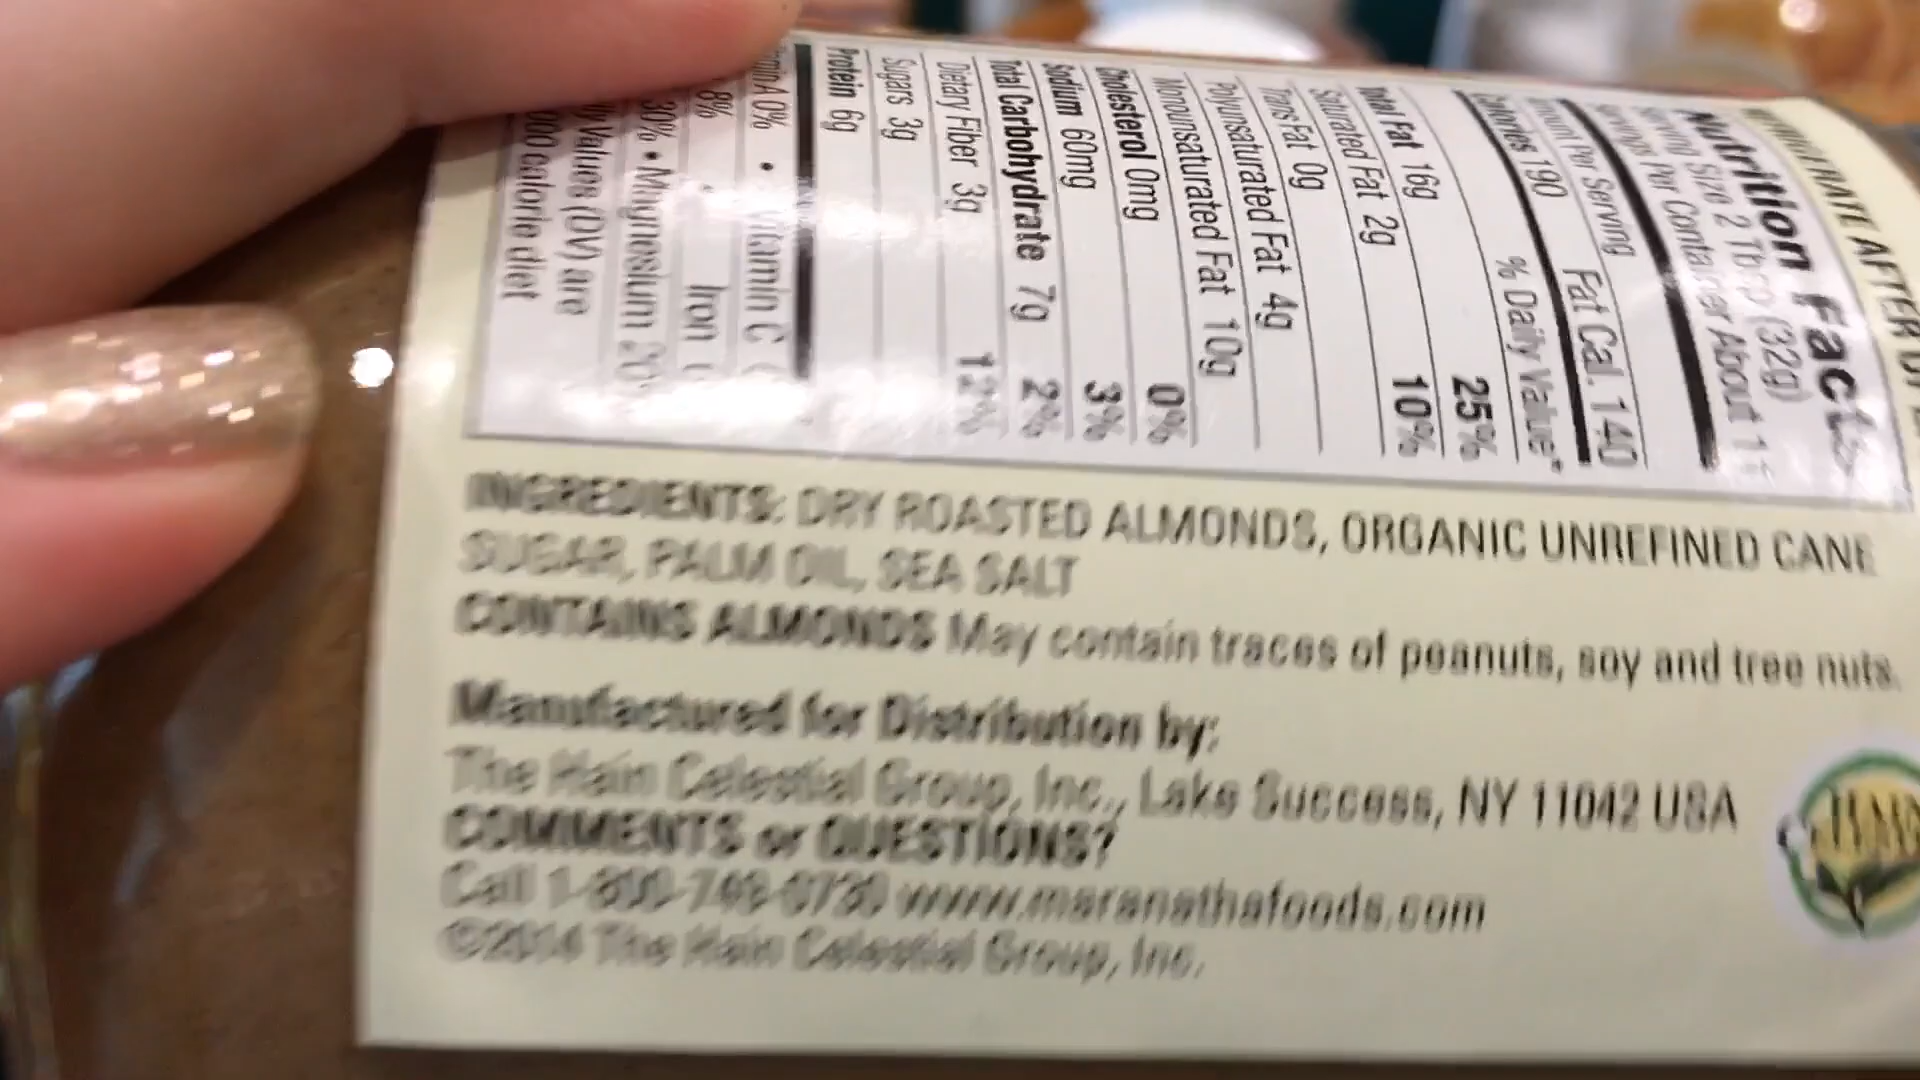 RATE AFTER
Nutrition Facts
Serving Size 2 Tbsp (32g)
Servings Per Container About 11
Amount Per Serving
Calories 190 Fat Cal. 140
% Daily Value*
Total Fat 16g 25%
Saturated Fat 2g 10%
Trans Fat 0g
Polyunsaturated Fat 4g
Monounsaturated Fat 10g
Cholesterol 0mg 0%
Sodium 60mg 3%
Total Carbohydrate 7g 2%
Dietary Fiber 3g 12%
Sugars 3g
Protein 6g
A 0% • Vitamin C
8% Iron
30% • Magnesium 20%
Values (DV) are
calorie diet
INGREDIENTS: DRY ROASTED ALMONDS, ORGANIC UNREFINED CANE
SUGAR, PALM OIL, SEA SALT
CONTAINS ALMONDS May contain traces of peanuts, soy and tree nuts.
Manufactured for Distribution by:
The Hain Celestial Group, Inc., Lake Success, NY 11042 USA
COMMENTS or QUESTIONS?
Call 1-800-749-0730 www.maranathafoods.com
©2014 The Hain Celestial Group, Inc.